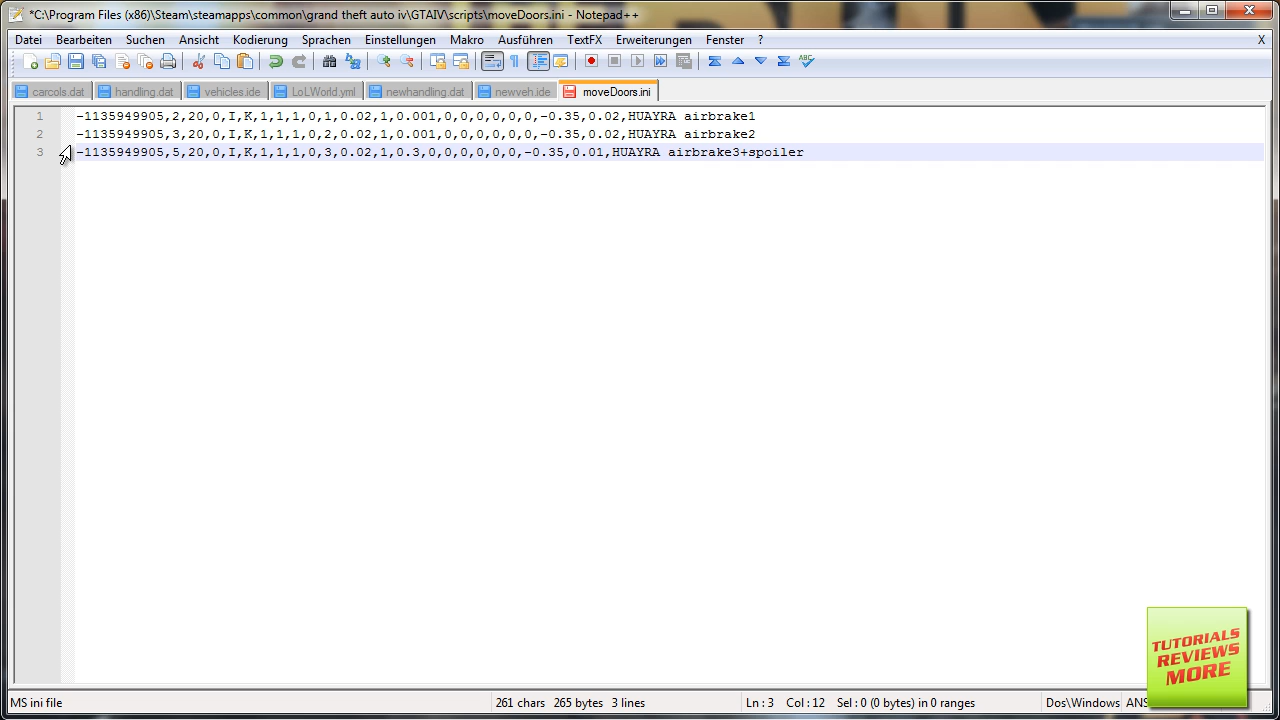 *C:\Program Files (x86)\Steam\steamapps\common\grand theft auto iv\GTAIV\scripts\moveDoors.ini - Notepad++
Datei Bearbeiten Suchen Ansicht Kodierung Sprachen Einstellungen Makro Ausführen TextFX Erweiterungen Fenster ? X
carcols.dat handling.dat vehicles.ide LoLWorld.yml newhandling.dat newveh.ide moveDoors.ini
1 -1135949905,2,20,0,I,K,1,1,1,0,1,0.02,1,0.001,0,0,0,0,0,0,-0.35,0.02,HUAYRA airbrake1
2 -1135949905,3,20,0,I,K,1,1,1,0,2,0.02,1,0.001,0,0,0,0,0,0,-0.35,0.02,HUAYRA airbrake2
3 -1135949905,5,20,0,I,K,1,1,1,0,3,0.02,1,0.3,0,0,0,0,0,0,-0.35,0.01,HUAYRA airbrake3+spoiler
TUTORIALS
REVIEWS
MORE
MS ini file 261 chars 265 bytes 3 lines Ln : 3 Col : 12 Sel : 0 (0 bytes) in 0 ranges Dos\Windows ANS